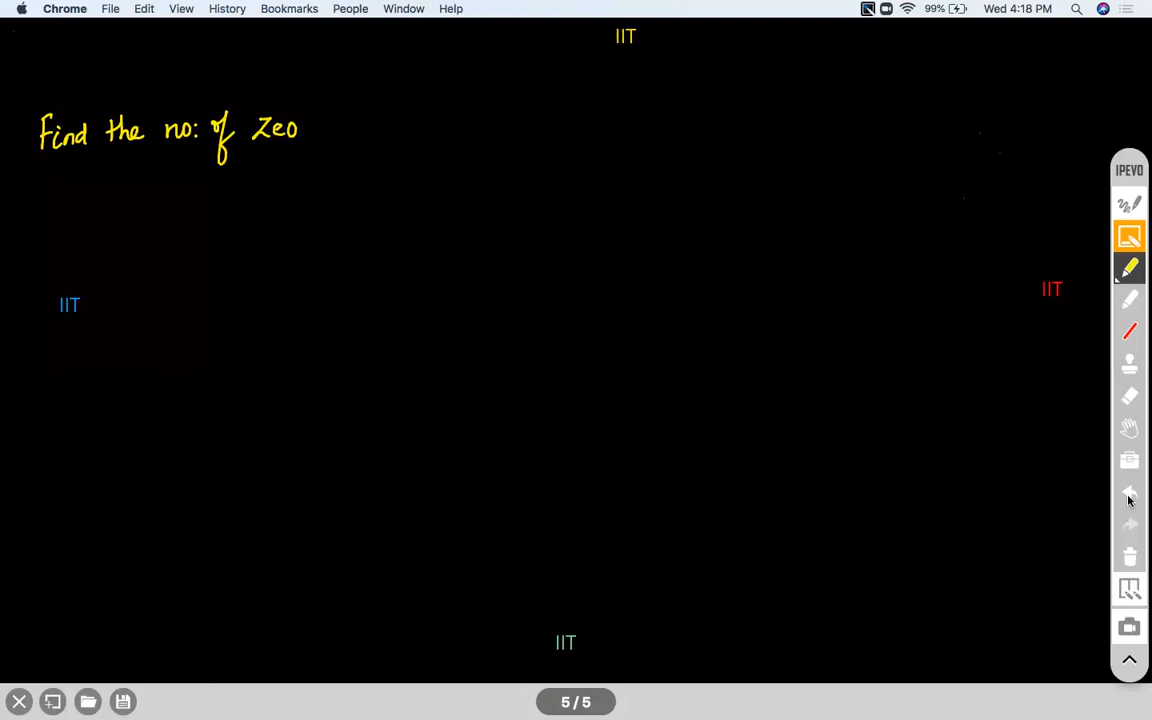 Chrome File Edit View History Bookmarks People Window Help 99% Wed 4:18 PM
IIT
Find the no: of Zeo
IPEVO
IIT
IIT
IIT
5 / 5